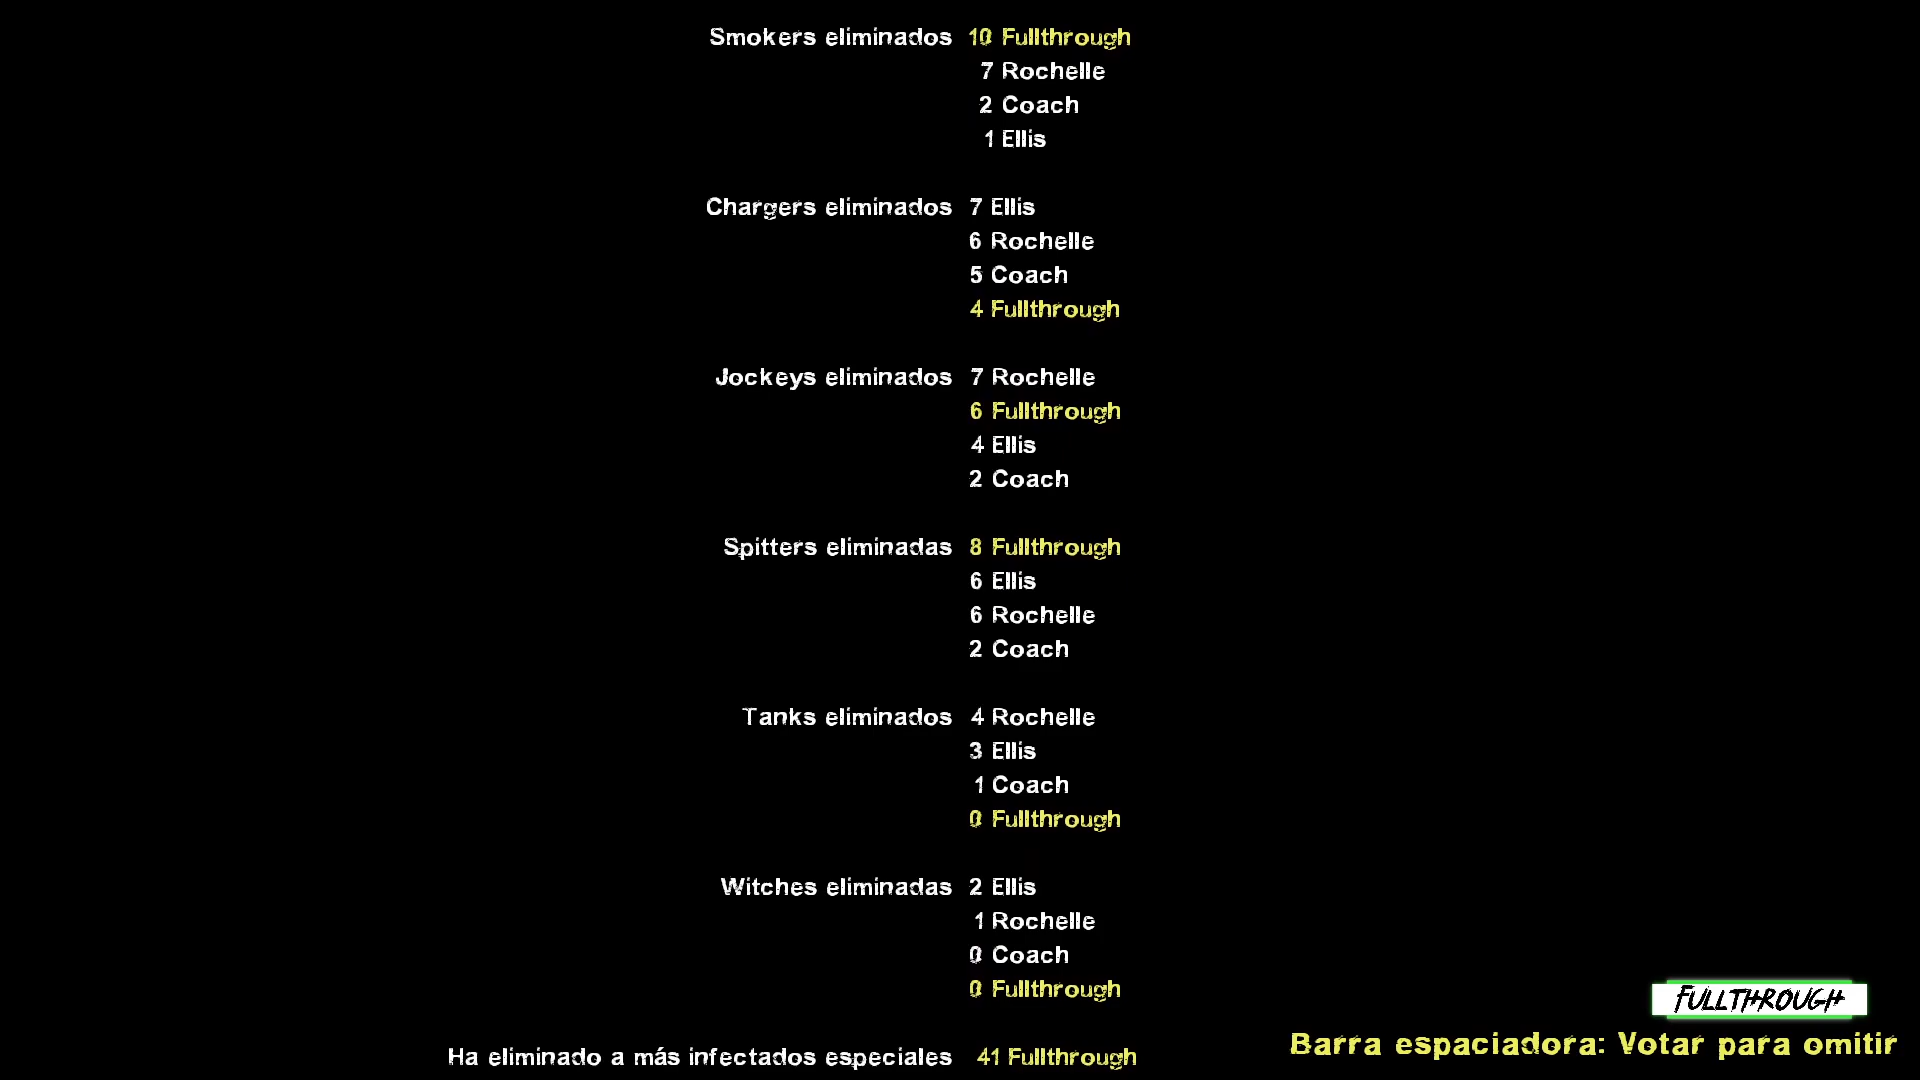 Smokers eliminados 10 Fullthrough
7 Rochelle
2 Coach
1 Ellis
Chargers eliminados 7 Ellis
6 Rochelle
5 Coach
4 Fullthrough
Jockeys eliminados 7 Rochelle
6 Fullthrough
4 Ellis
2 Coach
Spitters eliminadas 8 Fullthrough
6 Ellis
6 Rochelle
2 Coach
Tanks eliminados 4 Rochelle
3 Ellis
1 Coach
0 Fullthrough
Witches eliminadas 2 Ellis
1 Rochelle
0 Coach
0 Fullthrough
FULLTHROUGH
Barra espaciadora: Votar para omitir
Ha eliminado a más infectados especiales 41 Fullthrough